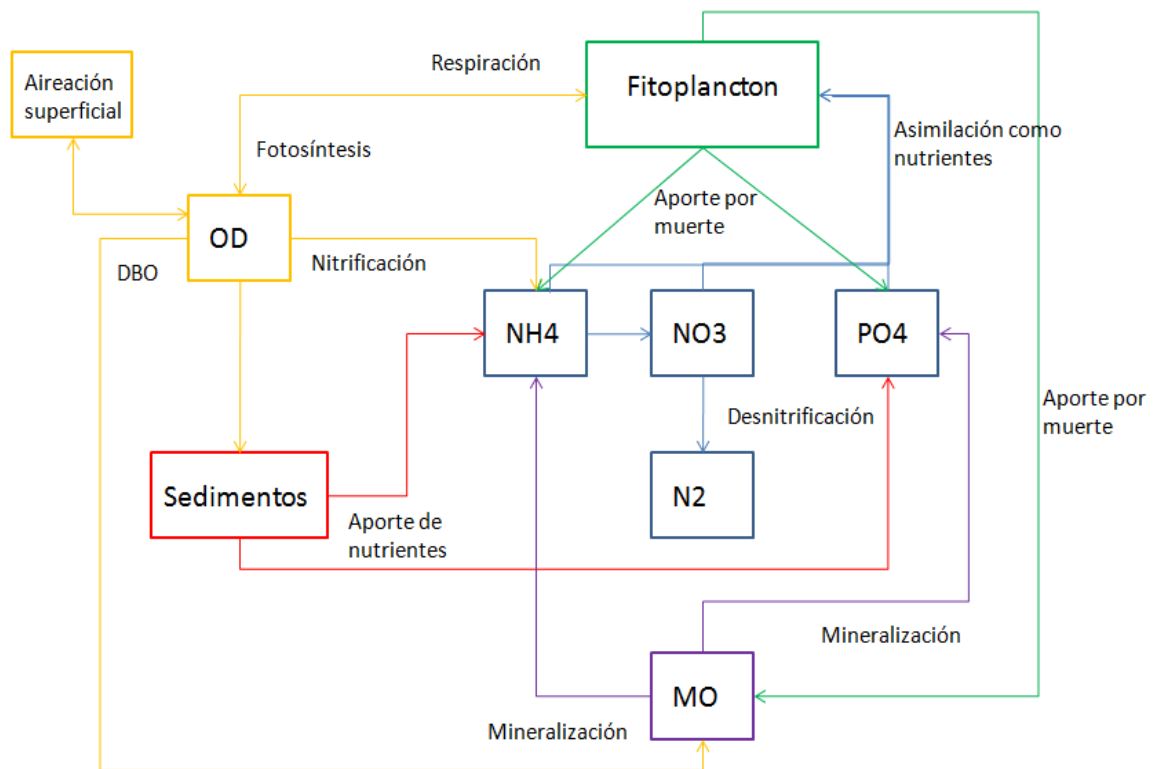 Respiración
Fitoplancton
Aireación
superficial
Asimilación como
nutrientes
Fotosíntesis
Aporte por
muerte
OD
DBO
Nitrificación
NH4
NO3
PO4
Desnitrificación
Aporte por
muerte
Sedimentos
N2
Aporte de
nutrientes
Mineralización
MO
Mineralización